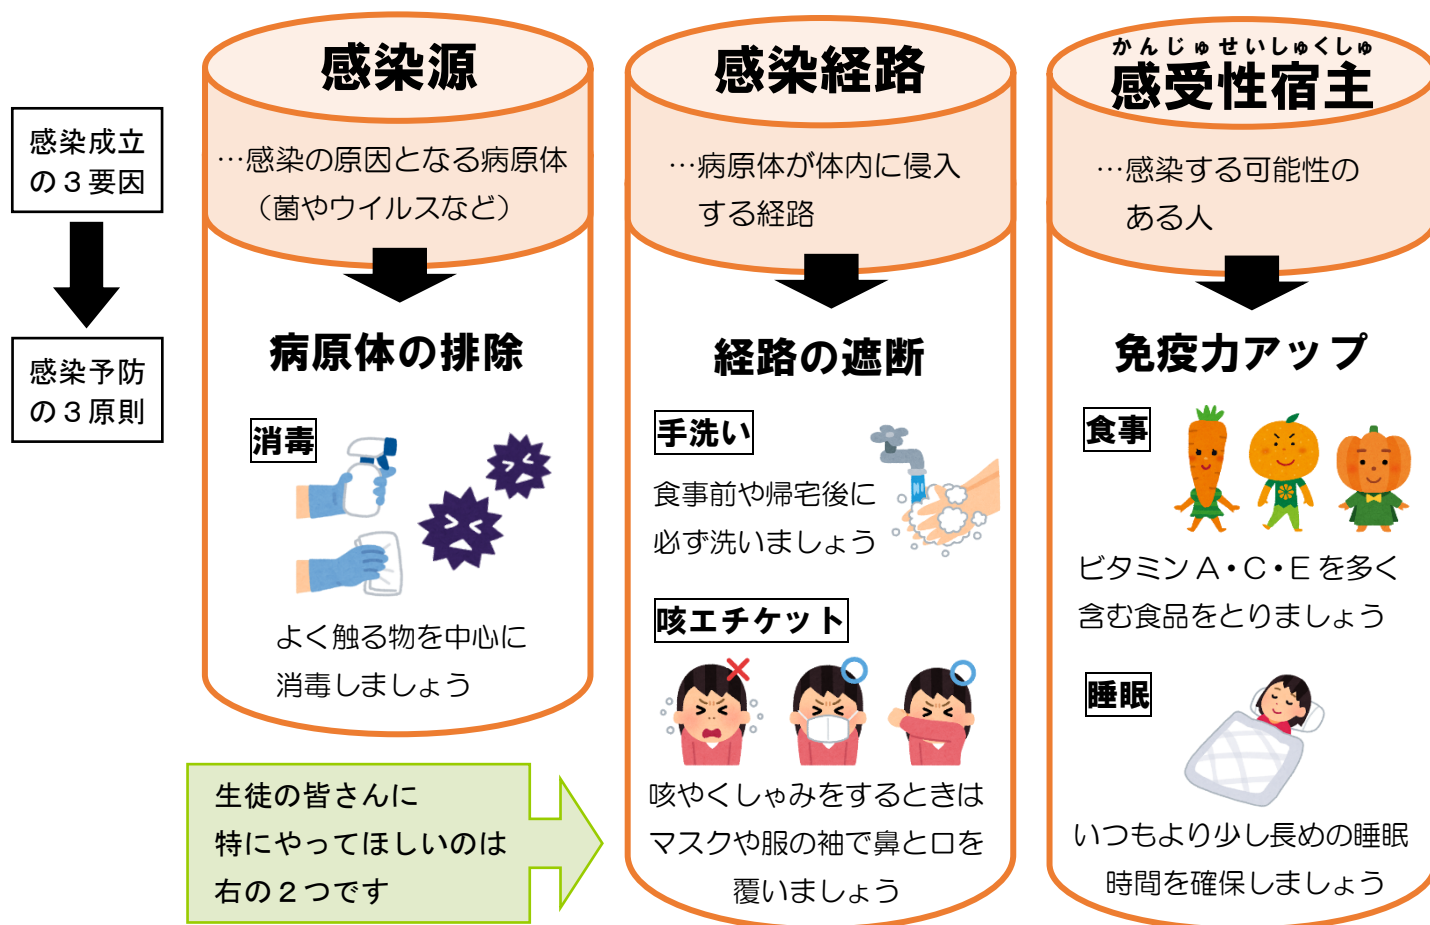 感染成立
の3要因
感染予防
の3原則
感染源
…感染の原因となる病原体
（菌やウイルスなど）
病原体の排除
消毒
よく触る物を中心に
消毒しましょう
生徒の皆さんに
特にやってほしいのは
右の２つです
感染経路
…病原体が体内に侵入
する経路
経路の遮断
手洗い
食事前や帰宅後に
必ず洗いましょう
咳エチケット
咳やくしゃみをするときは
マスクや服の袖で鼻と口を
覆いましょう
かんじゅせいしゅくしゅ
感受性宿主
…感染する可能性の
ある人
免疫力アップ
食事
ビタミンA・C・Eを多く
含む食品をとりましょう
睡眠
いつもより少し長めの睡眠
時間を確保しましょう